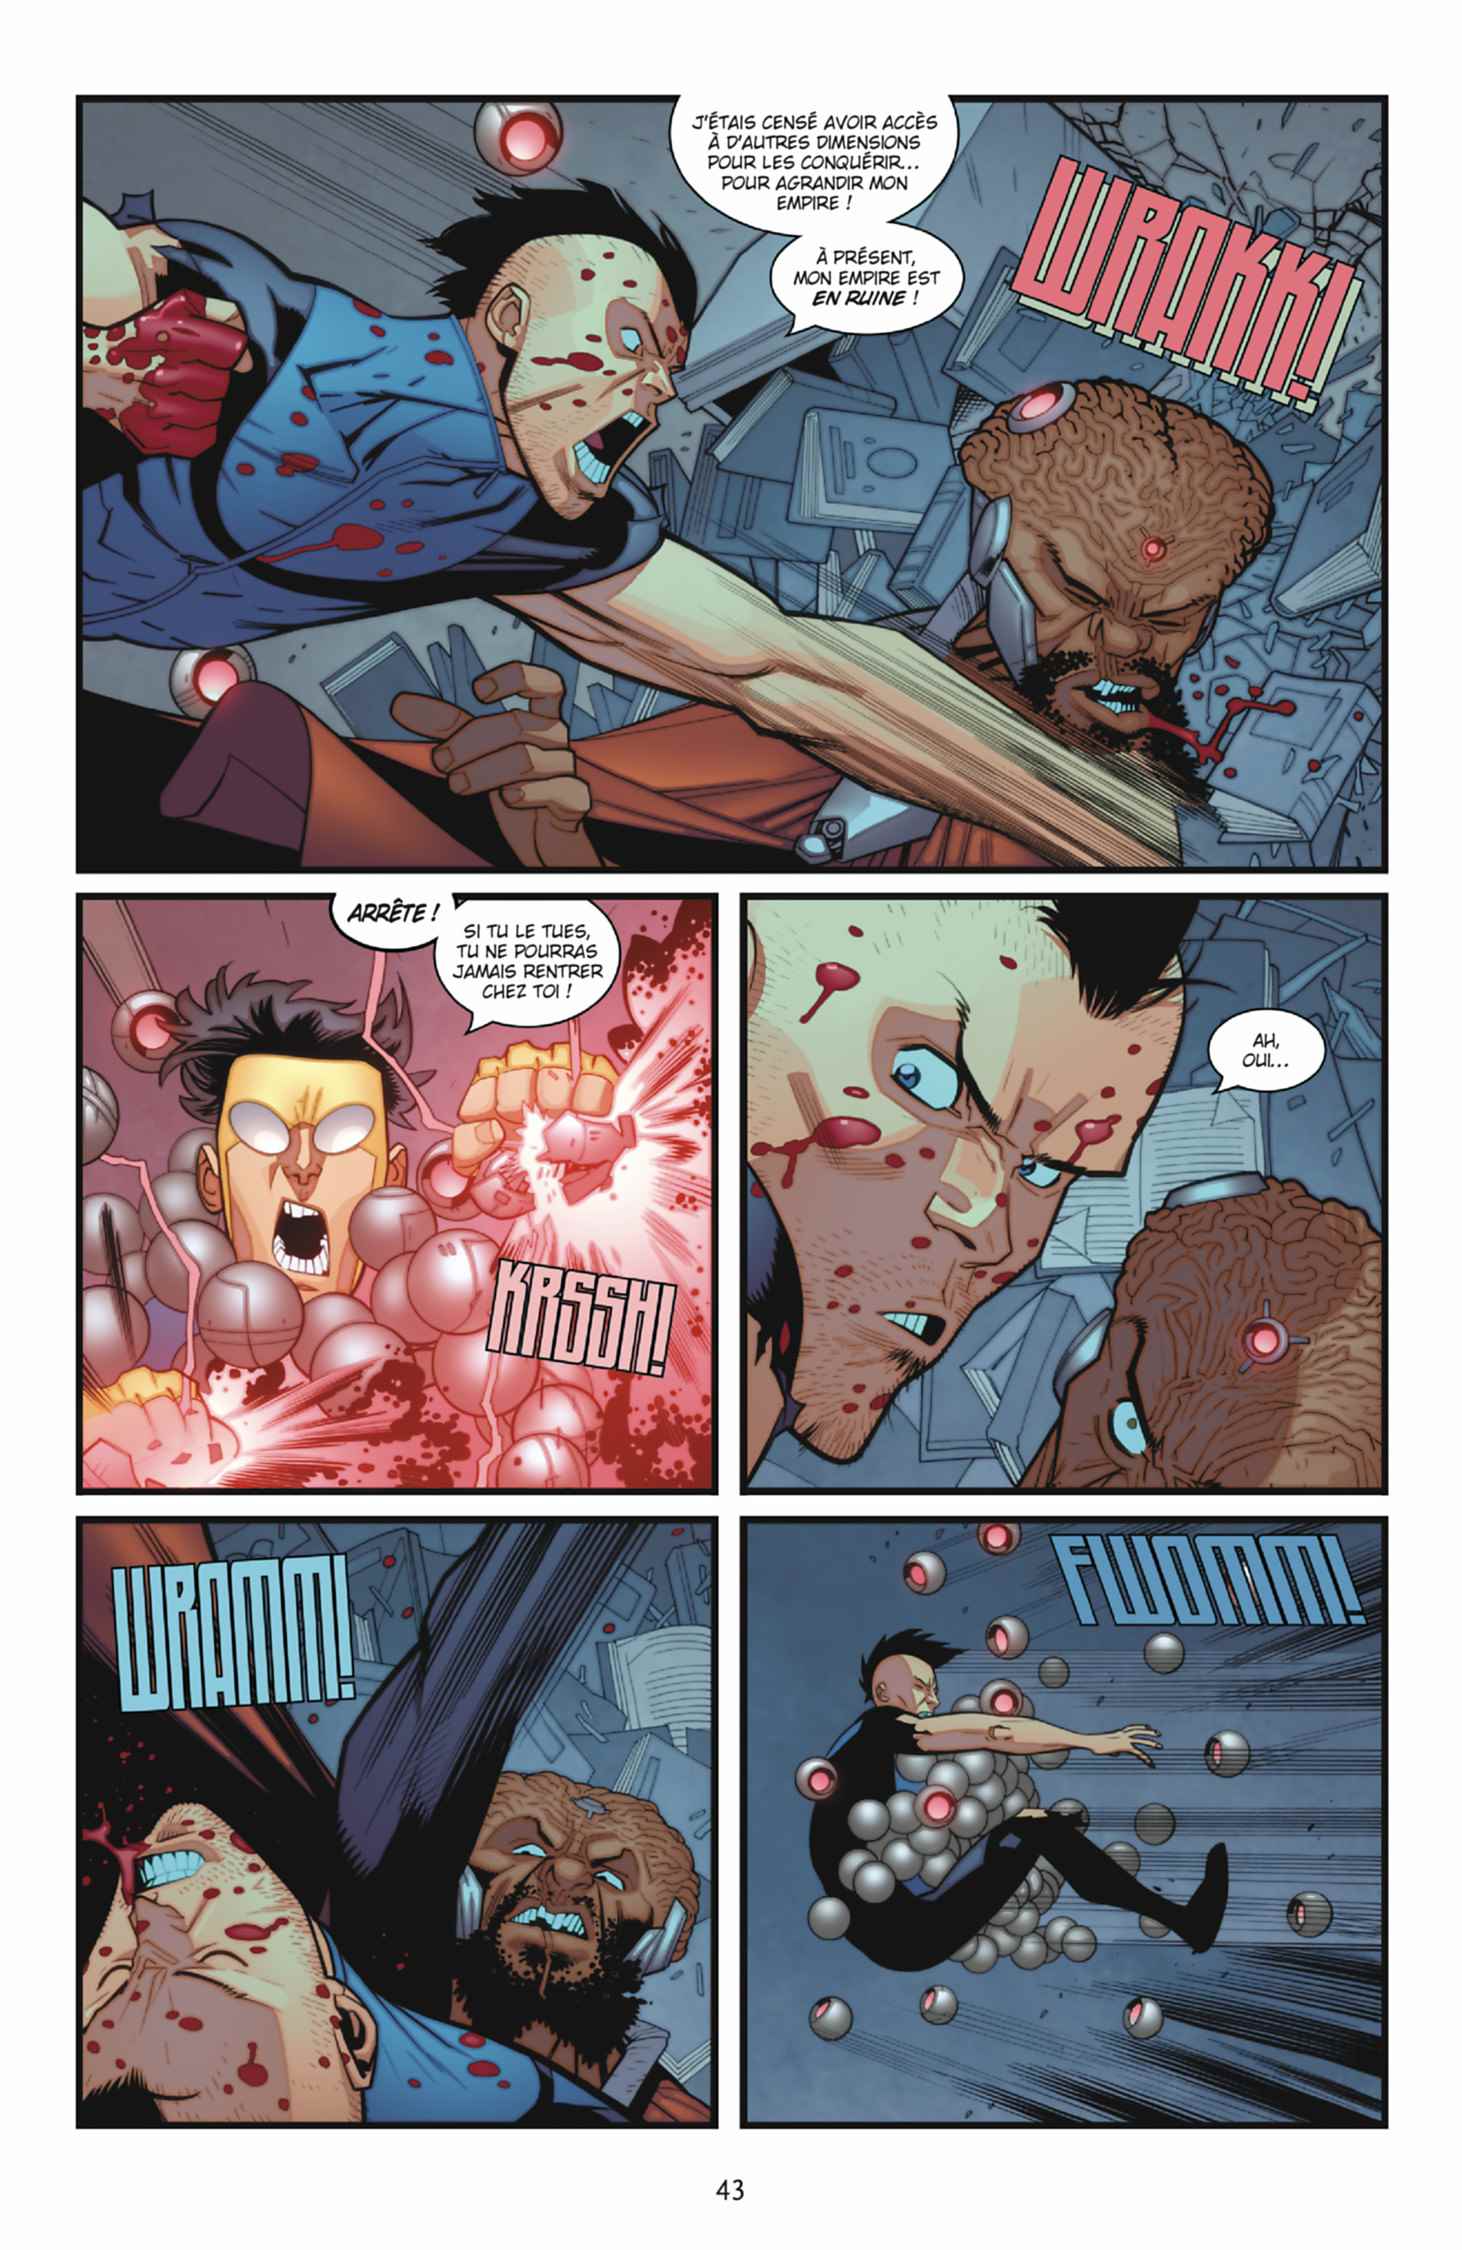 J'ÉTAIS CENSÉ AVOIR ACCÈS
À D'AUTRES DIMENSIONS
POUR LES CONQUÉRIR...
POUR AGRANDIR MON
EMPIRE !
À PRÉSENT,
MON EMPIRE EST
EN RUINE !
WRAKK!
ARRÊTE !
SI TU LE TUES,
TU NE POURRAS
JAMAIS RENTRER
CHEZ TOI !
KRSSH!
AH,
OUI...
WRAMM!
FWOMM!
43